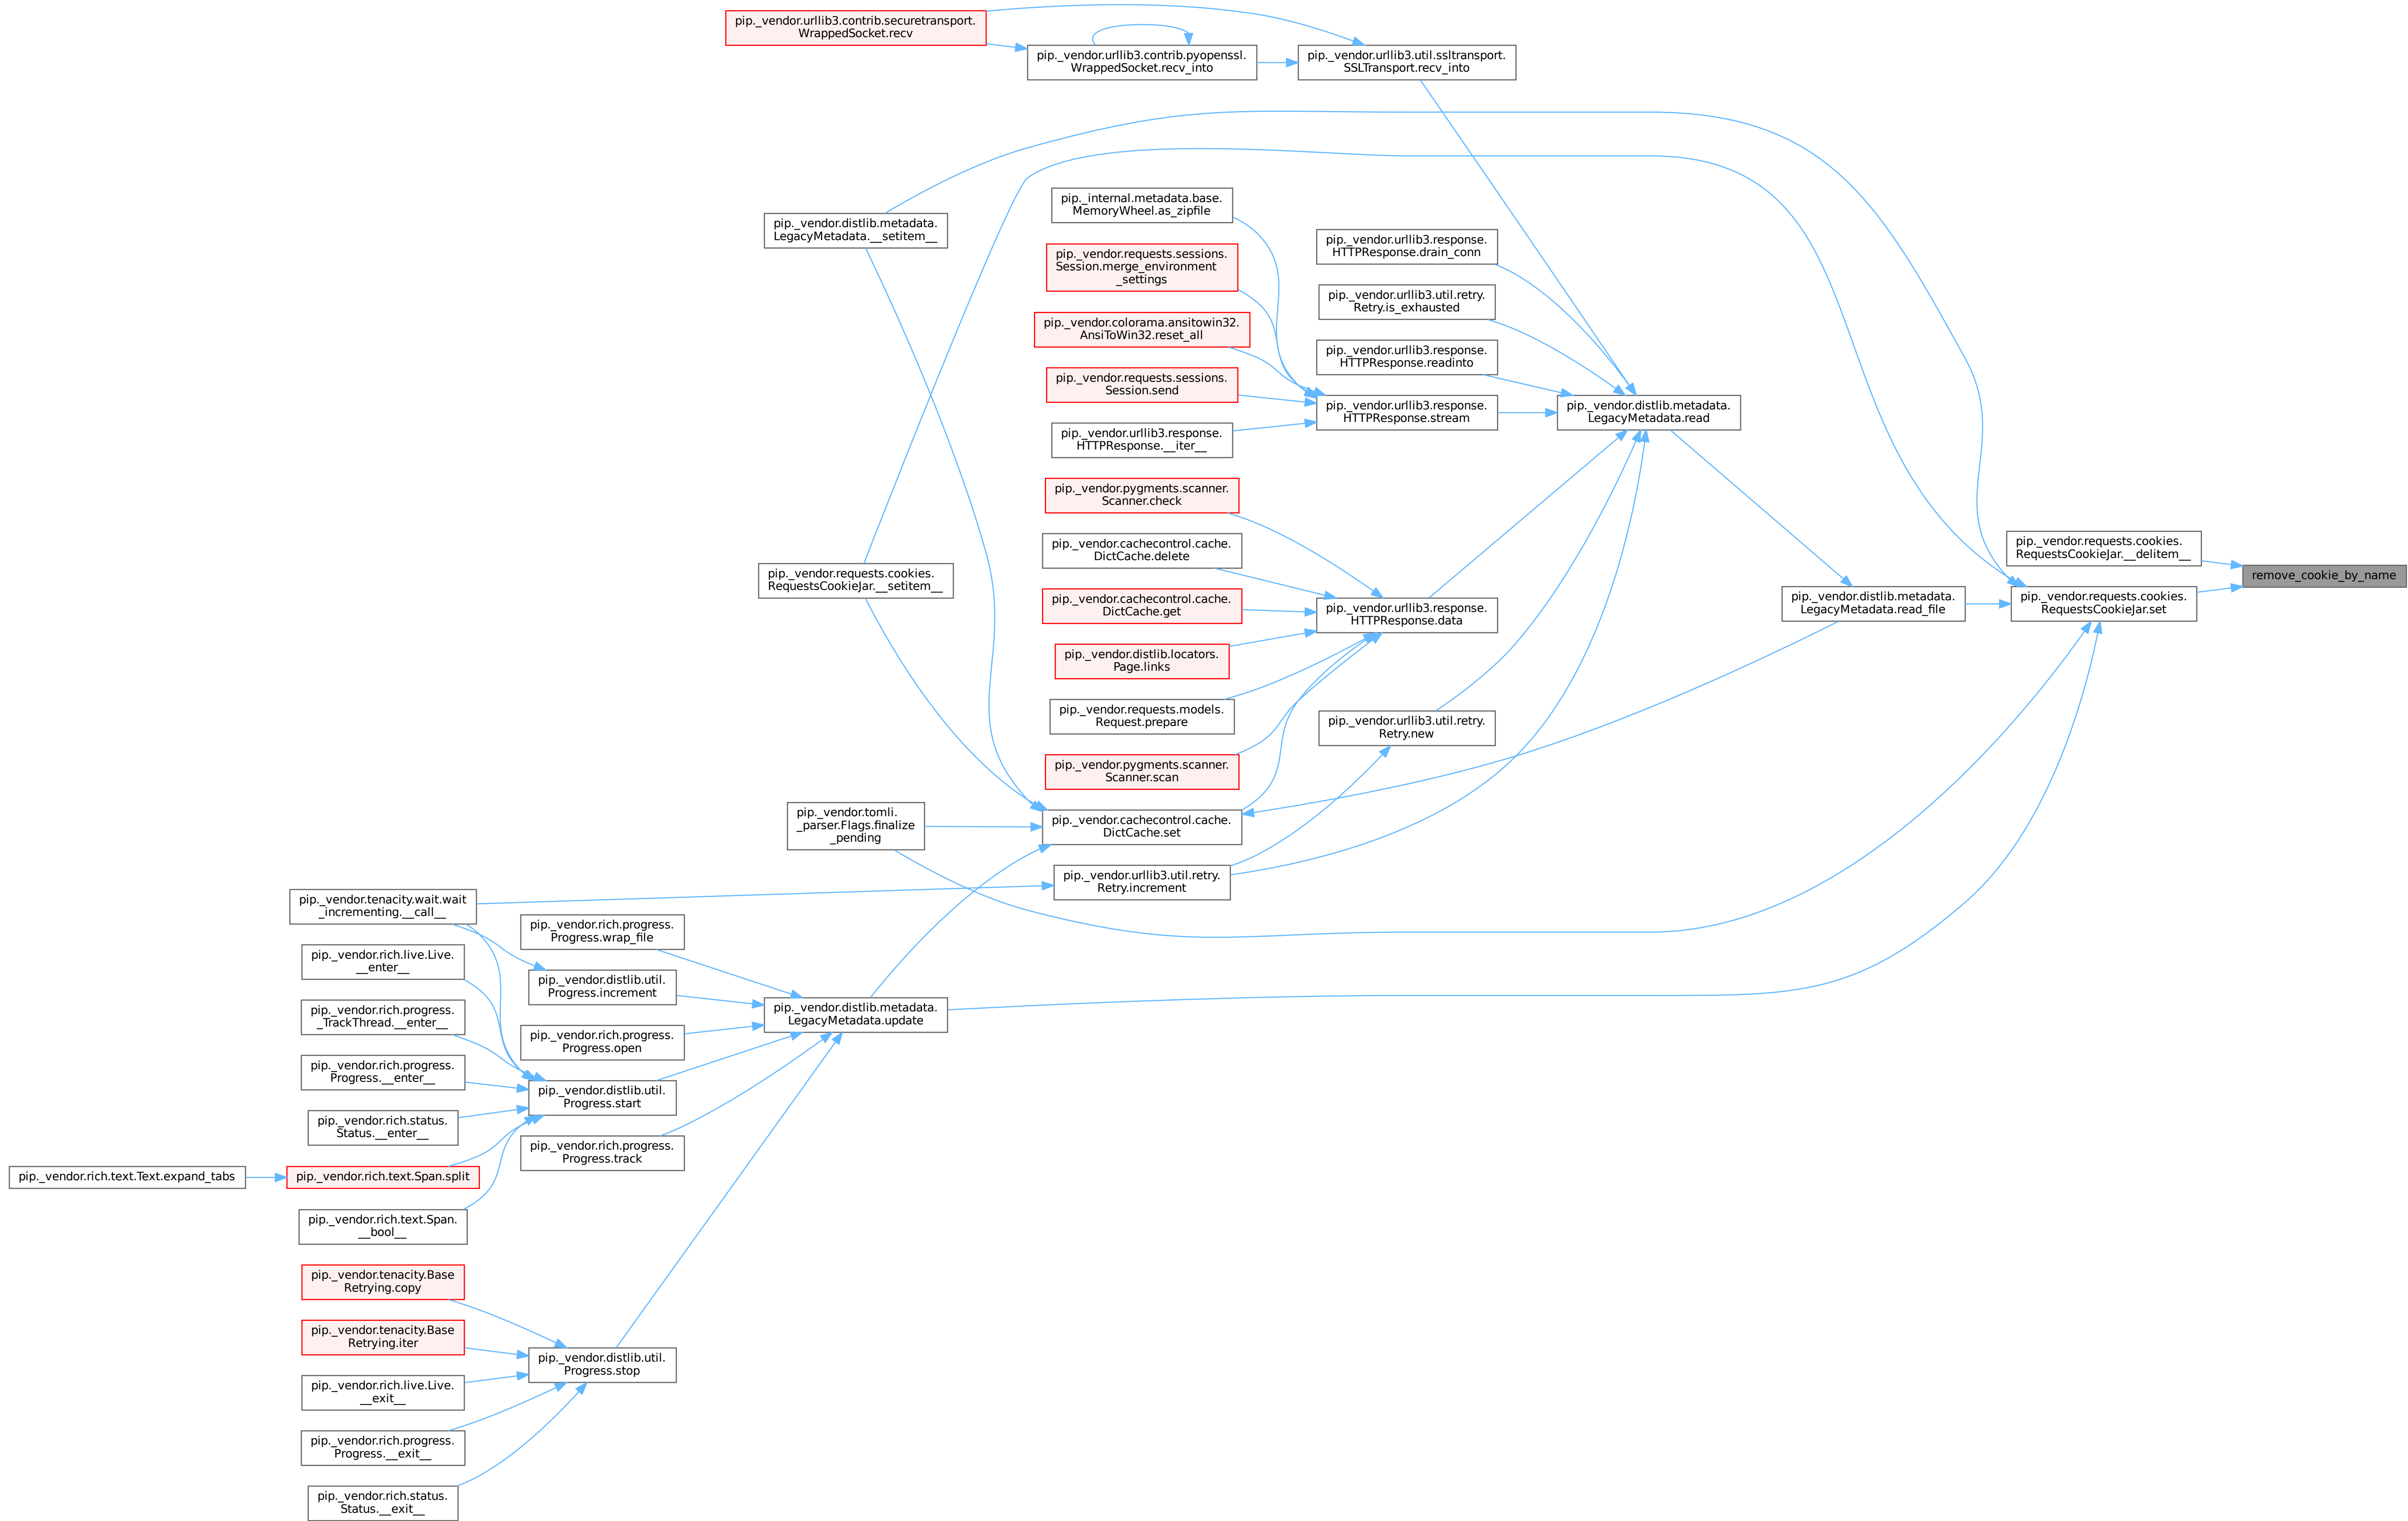 pip._vendor.urllib3.contrib.securetransport.
WrappedSocket.recv
pip._vendor.urllib3.contrib.pyopenssl.
WrappedSocket.recv_into
pip._vendor.urllib3.util.ssltransport.
SSLTransport.recv_into
pip._vendor.distlib.metadata.
LegacyMetadata.__setitem__
pip._internal.metadata.base.
MemoryWheel.as_zipfile
pip._vendor.requests.sessions.
Session.merge_environment
_settings
pip._vendor.colorama.ansitowin32.
AnsiToWin32.reset_all
pip._vendor.requests.sessions.
Session.send
pip._vendor.urllib3.response.
HTTPResponse.__iter__
pip._vendor.urllib3.response.
HTTPResponse.drain_conn
pip._vendor.urllib3.util.retry.
Retry.is_exhausted
pip._vendor.urllib3.response.
HTTPResponse.readinto
pip._vendor.urllib3.response.
HTTPResponse.stream
pip._vendor.distlib.metadata.
LegacyMetadata.read
pip._vendor.pygments.scanner.
Scanner.check
pip._vendor.cachecontrol.cache.
DictCache.delete
pip._vendor.cachecontrol.cache.
DictCache.get
pip._vendor.distlib.locators.
Page.links
pip._vendor.requests.models.
Request.prepare
pip._vendor.pygments.scanner.
Scanner.scan
pip._vendor.urllib3.response.
HTTPResponse.data
pip._vendor.urllib3.util.retry.
Retry.new
pip._vendor.requests.cookies.
RequestsCookieJar.__setitem__
pip._vendor.requests.cookies.
RequestsCookieJar.__delitem__
remove_cookie_by_name
pip._vendor.distlib.metadata.
LegacyMetadata.read_file
pip._vendor.requests.cookies.
RequestsCookieJar.set
pip._vendor.tomli.
_parser.Flags.finalize
_pending
pip._vendor.cachecontrol.cache.
DictCache.set
pip._vendor.urllib3.util.retry.
Retry.increment
pip._vendor.tenacity.wait.wait
_incrementing.__call__
pip._vendor.rich.live.Live.
__enter__
pip._vendor.rich.progress.
_TrackThread.__enter__
pip._vendor.rich.progress.
Progress.__enter__
pip._vendor.rich.status.
Status.__enter__
pip._vendor.rich.progress.
Progress.wrap_file
pip._vendor.distlib.util.
Progress.increment
pip._vendor.rich.progress.
Progress.open
pip._vendor.distlib.util.
Progress.start
pip._vendor.rich.progress.
Progress.track
pip._vendor.distlib.metadata.
LegacyMetadata.update
pip._vendor.rich.text.Text.expand_tabs
pip._vendor.rich.text.Span.split
pip._vendor.rich.text.Span.
__bool__
pip._vendor.tenacity.Base
Retrying.copy
pip._vendor.tenacity.Base
Retrying.iter
pip._vendor.distlib.util.
Progress.stop
pip._vendor.rich.live.Live.
__exit__
pip._vendor.rich.progress.
Progress.__exit__
pip._vendor.rich.status.
Status.__exit__